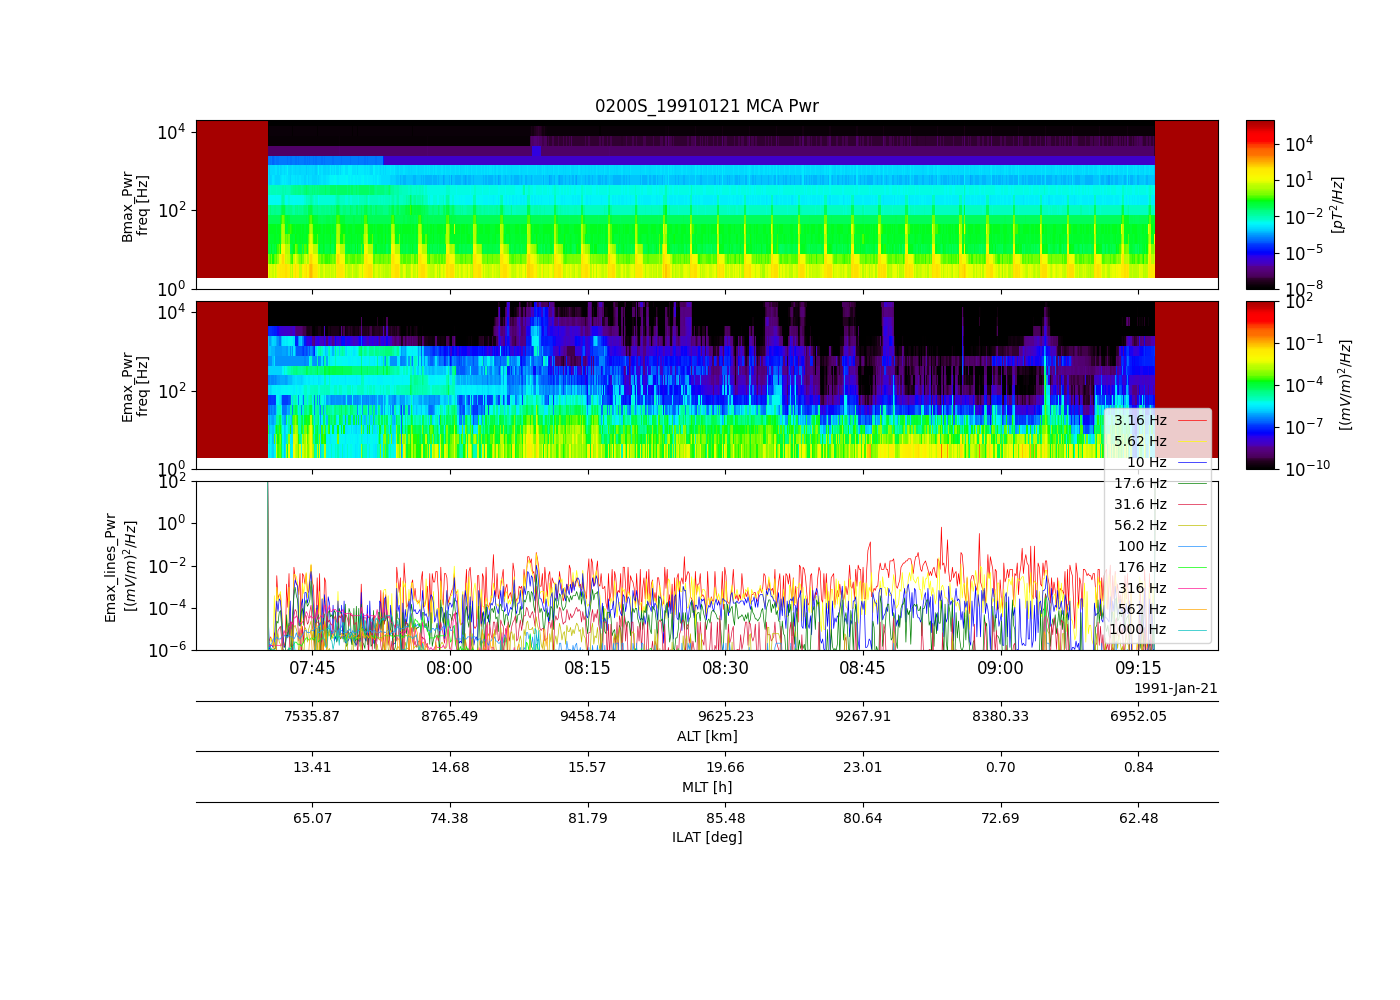 0200S_19910121 MCA Pwr
Bmax_Pwr
freq [Hz]
10^4
10^2
10^0
10^4
10^1
10^-2
10^-5
10^-8
[pT^2/Hz]
Emax_Pwr
freq [Hz]
10^4
10^2
10^0
10^2
10^-1
10^-4
10^-7
10^-10
[(mV/m)^2/Hz]
Emax_lines_Pwr
[(mV/m)^2/Hz]
10^2
10^0
10^-2
10^-4
10^-6
3.16 Hz
5.62 Hz
10 Hz
17.6 Hz
31.6 Hz
56.2 Hz
100 Hz
176 Hz
316 Hz
562 Hz
1000 Hz
07:45 08:00 08:15 08:30 08:45 09:00 09:15
1991-Jan-21
7535.87 8765.49 9458.74 9625.23 9267.91 8380.33 6952.05
ALT [km]
13.41 14.68 15.57 19.66 23.01 0.70 0.84
MLT [h]
65.07 74.38 81.79 85.48 80.64 72.69 62.48
ILAT [deg]